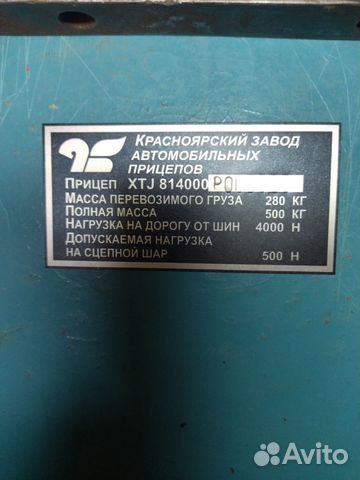 КРАСНОЯРСКИЙ ЗАВОД
АВТОМОБИЛЬНЫХ
ПРИЦЕПОВ
ПРИЦЕП XTJ 814000P0
МАССА ПЕРЕВОЗИМОГО ГРУЗА 280 КГ
ПОЛНАЯ МАССА 500 КГ
НАГРУЗКА НА ДОРОГУ ОТ ШИН 4000 Н
ДОПУСКАЕМАЯ НАГРУЗКА
НА СЦЕПНОЙ ШАР 500 Н
Avito